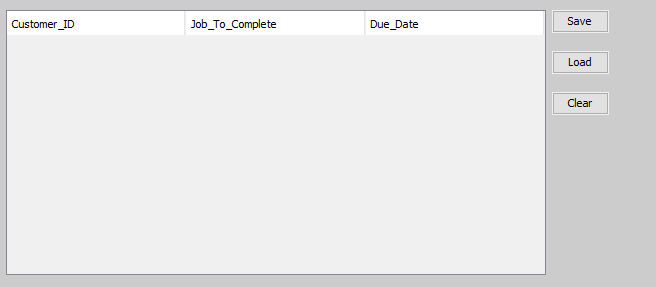 Customer_ID Job_To_Complete Due_Date
Save
Load
Clear